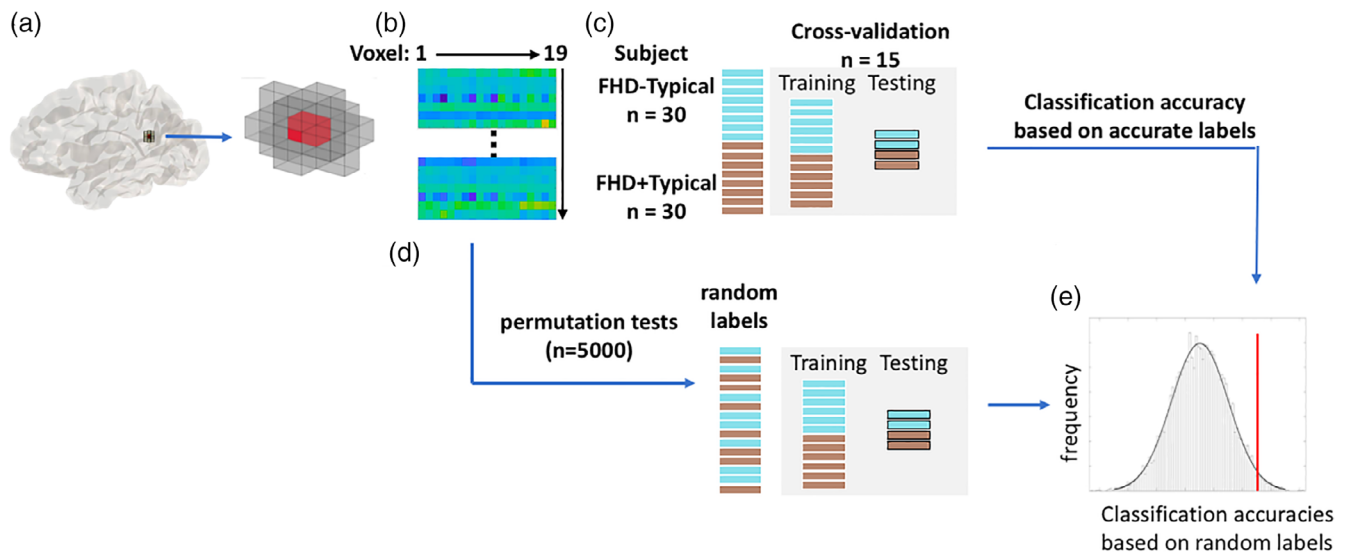 (a)
(b)
Voxel: 1 19
(c)
Subject
FHD-Typical
n = 30
FHD+Typical
n = 30
Cross-validation
n = 15
Training Testing
Classification accuracy
based on accurate labels
(d)
permutation tests
(n=5000)
random
labels
Training Testing
(e)
frequency
Classification accuracies
based on random labels